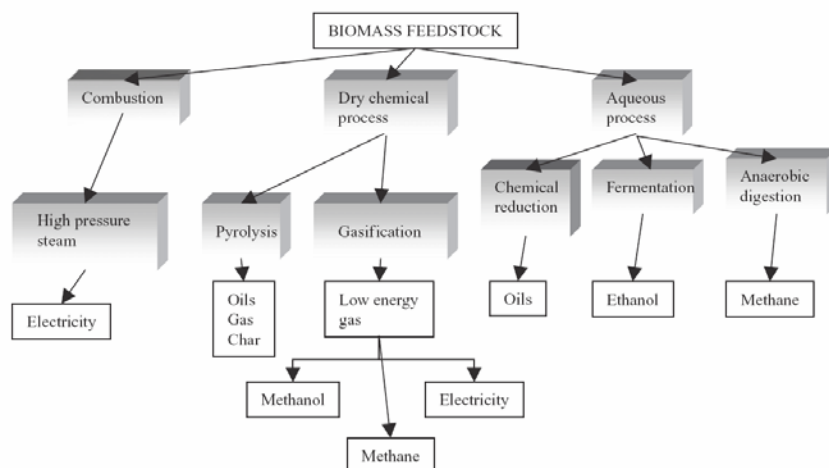 BIOMASS FEEDSTOCK
Combustion
Dry chemical
process
Aqueous
process
High pressure
steam
Pyrolysis
Gasification
Chemical
reduction
Fermentation
Anaerobic
digestion
Electricity
Oils
Gas
Char
Low energy
gas
Oils
Ethanol
Methane
Methanol
Electricity
Methane